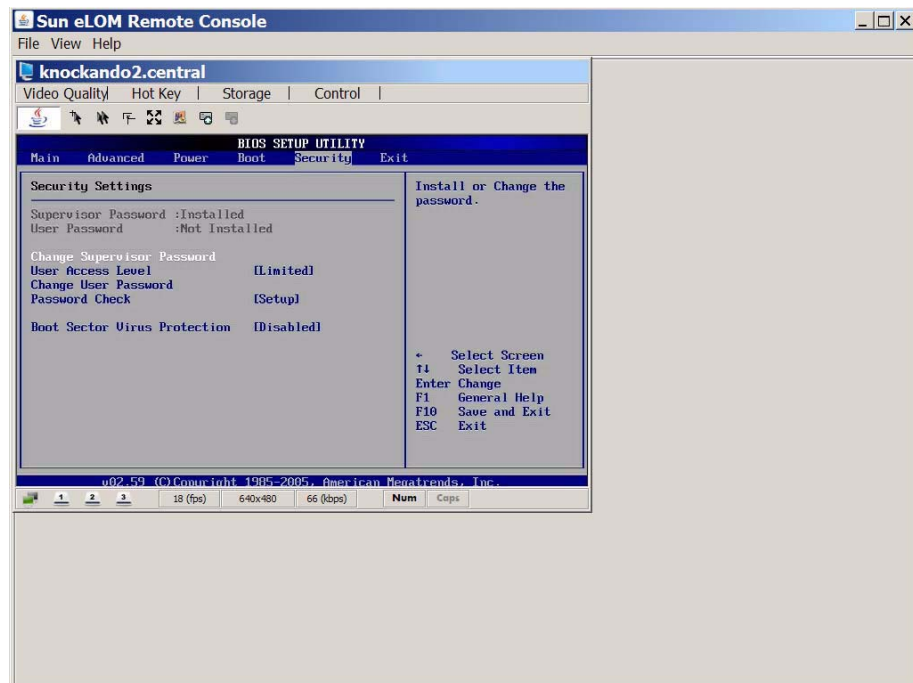 Sun eLOM Remote Console
File View Help
knockando2.central
Video Quality Hot Key | Storage | Control |
BIOS SETUP UTILITY
Main Advanced Power Boot Security Exit
Security Settings
Supervisor Password :Installed
User Password :Not Installed
Change Supervisor Password
User Access Level [Limited]
Change User Password
Password Check [Setup]
Boot Sector Virus Protection [Disabled]
Install or Change the
password.
← Select Screen
↑↓ Select Item
Enter Change
F1 General Help
F10 Save and Exit
ESC Exit
v02.59 (C)Copyright 1985-2005, American Megatrends, Inc.
1 2 3 18 (fps) 640x480 66 (kbps) Num Caps